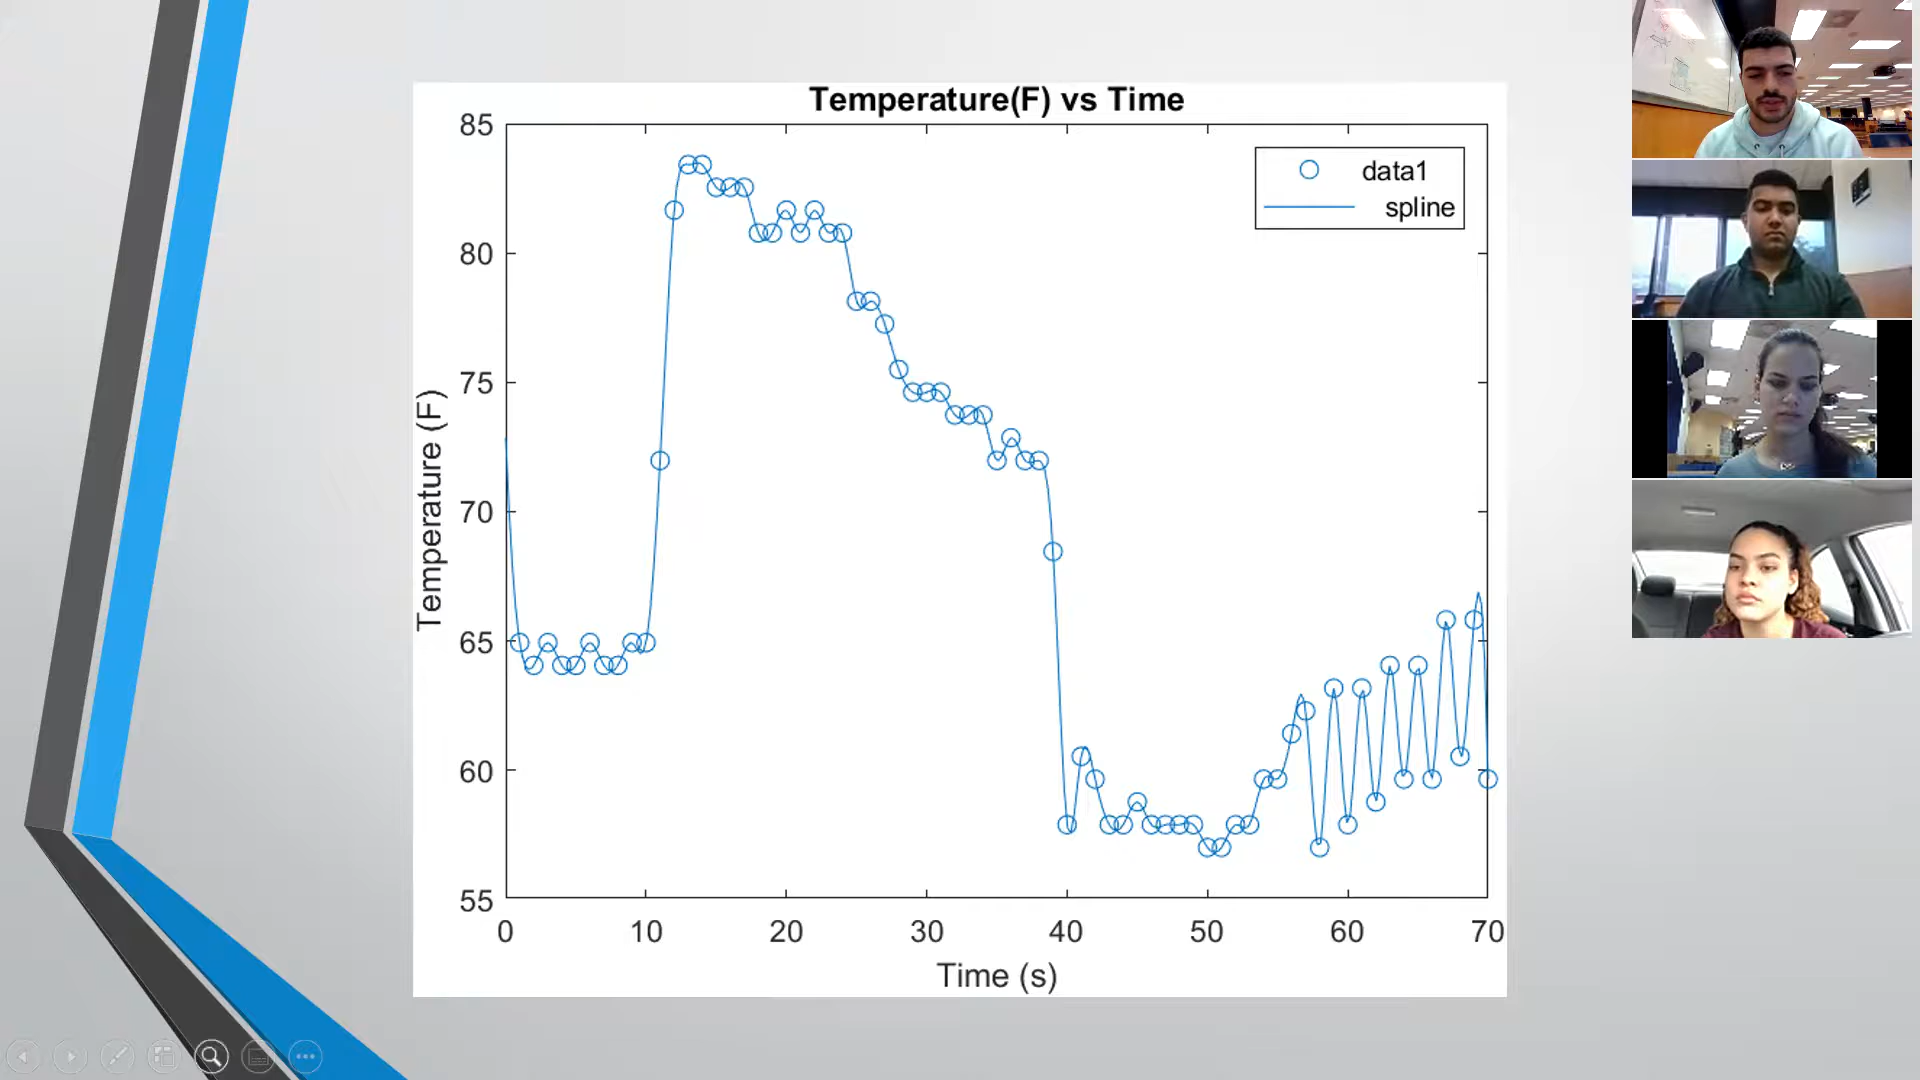 Temperature(F) vs Time
85
80
75
70
65
60
55
Temperature (F)
data1
spline
0 10 20 30 40 50 60 70
Time (s)